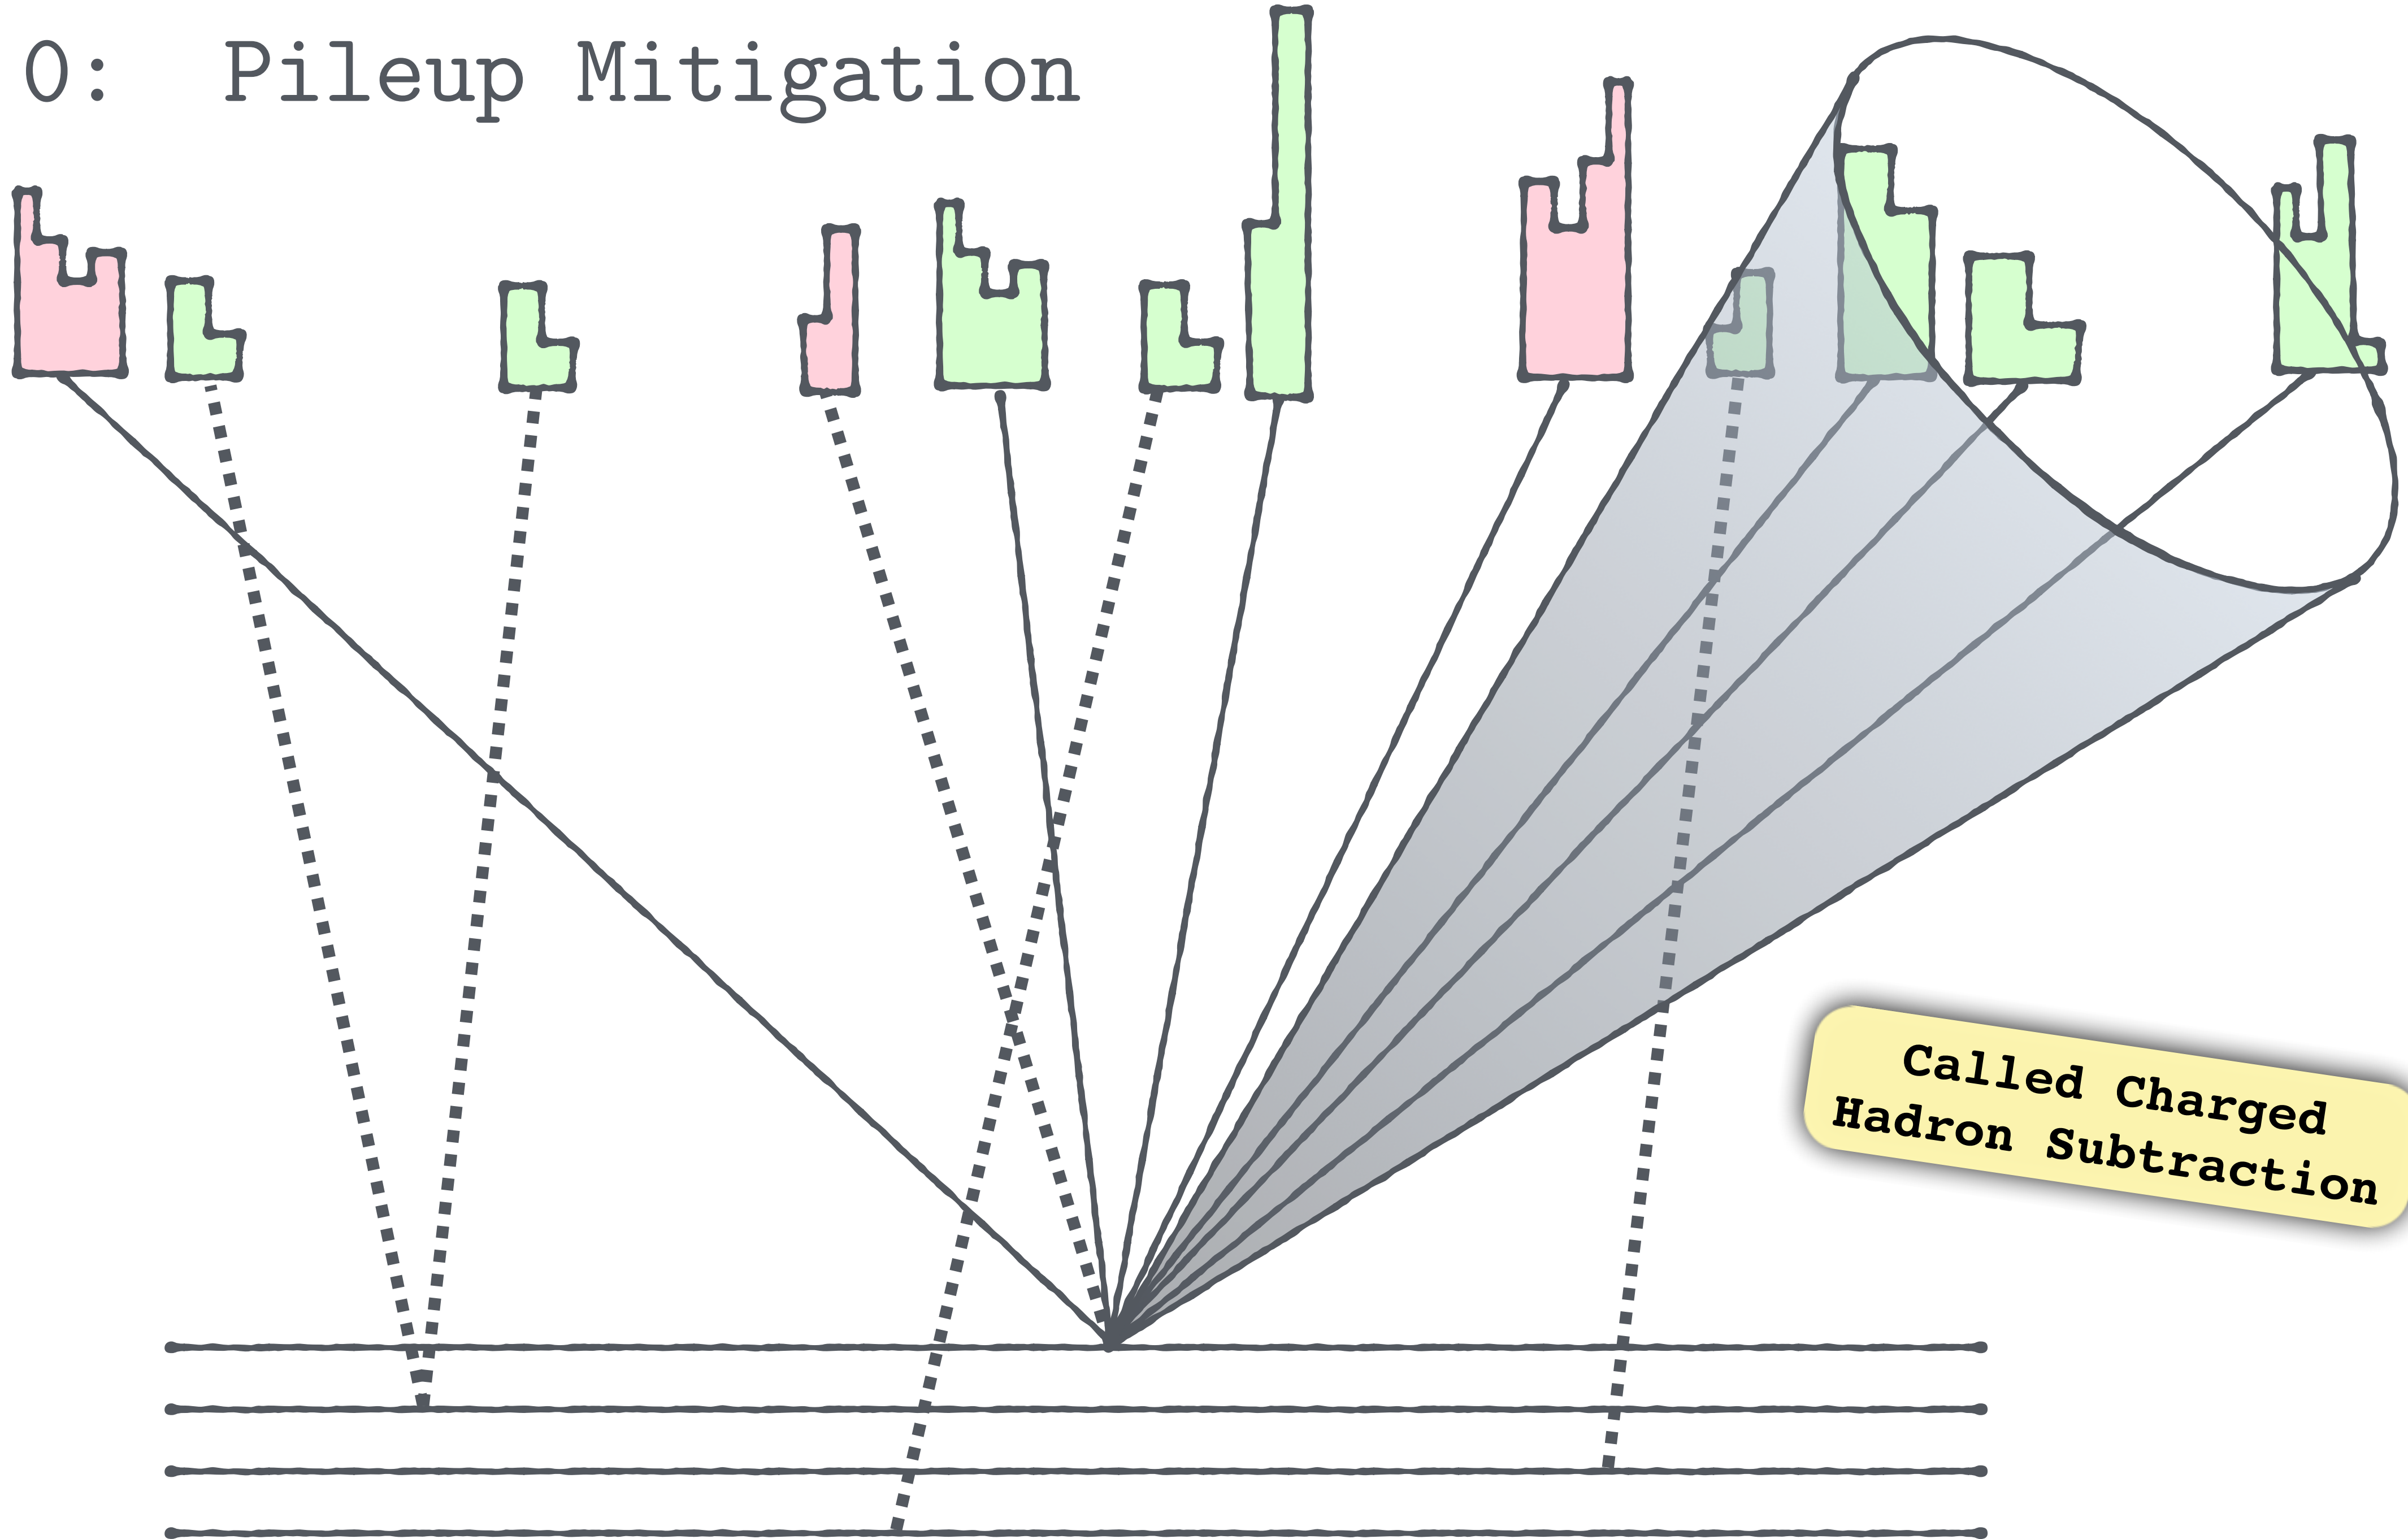 0: Pileup Mitigation
Called Charged
Hadron Subtraction